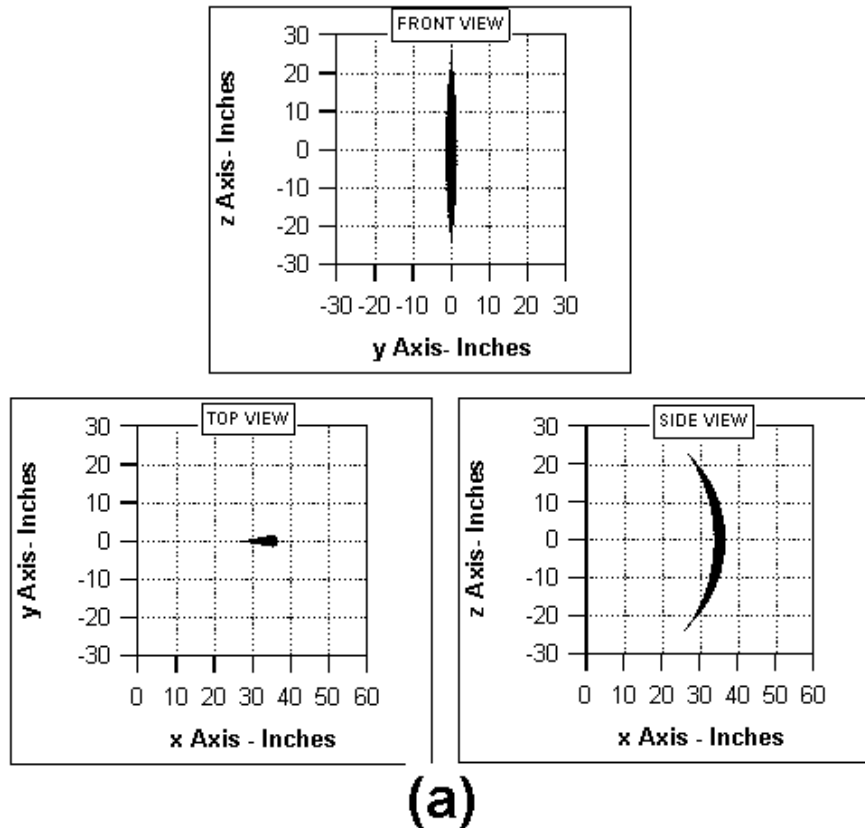 FRONT VIEW
30
20
10
0
-10
-20
-30
z Axis- Inches
-30 -20 -10 0 10 20 30
y Axis- Inches
TOP VIEW
30
20
10
0
-10
-20
-30
y Axis- Inches
0 10 20 30 40 50 60
x Axis - Inches
SIDE VIEW
30
20
10
0
-10
-20
-30
z Axis- Inches
0 10 20 30 40 50 60
x Axis - Inches
(a)